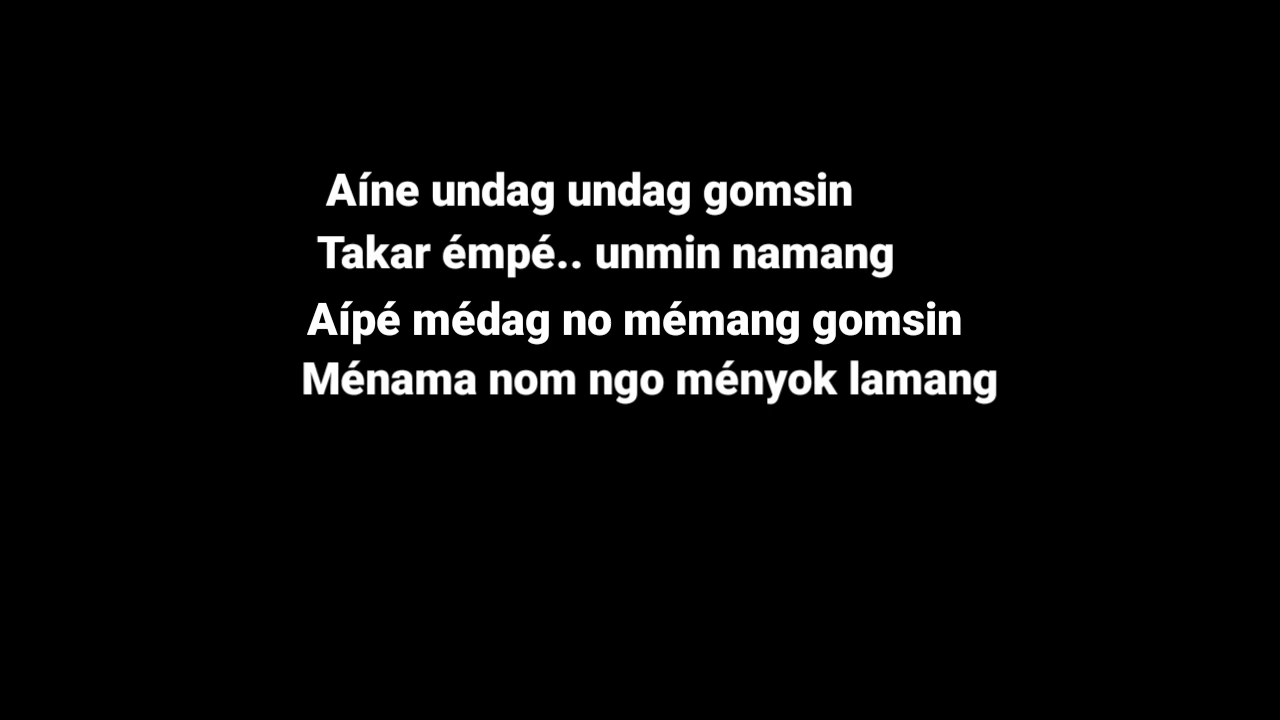 Aíne undag undag gomsin
Takar émpé.. unmin namang
Aípé médag no mémang gomsin
Ménama nom ngo ményok lamang